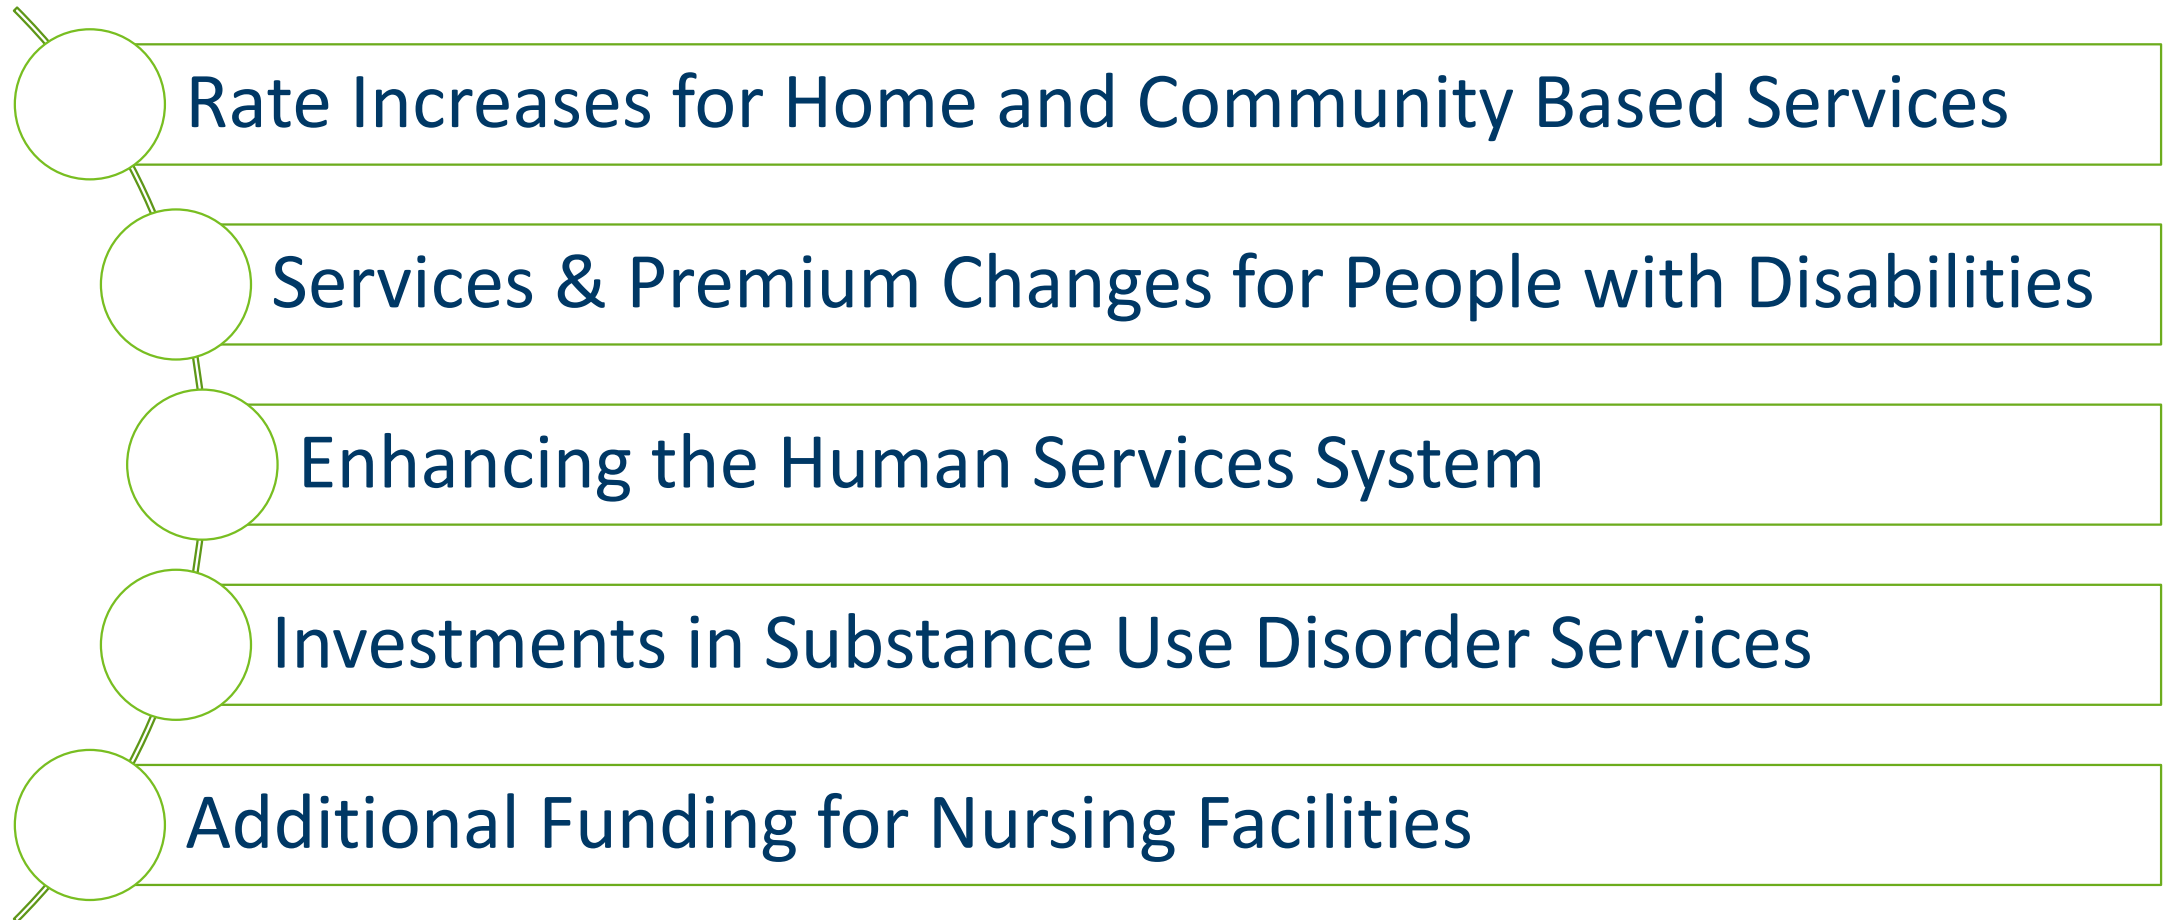 Rate Increases for Home and Community Based Services
Services & Premium Changes for People with Disabilities
Enhancing the Human Services System
Investments in Substance Use Disorder Services
Additional Funding for Nursing Facilities